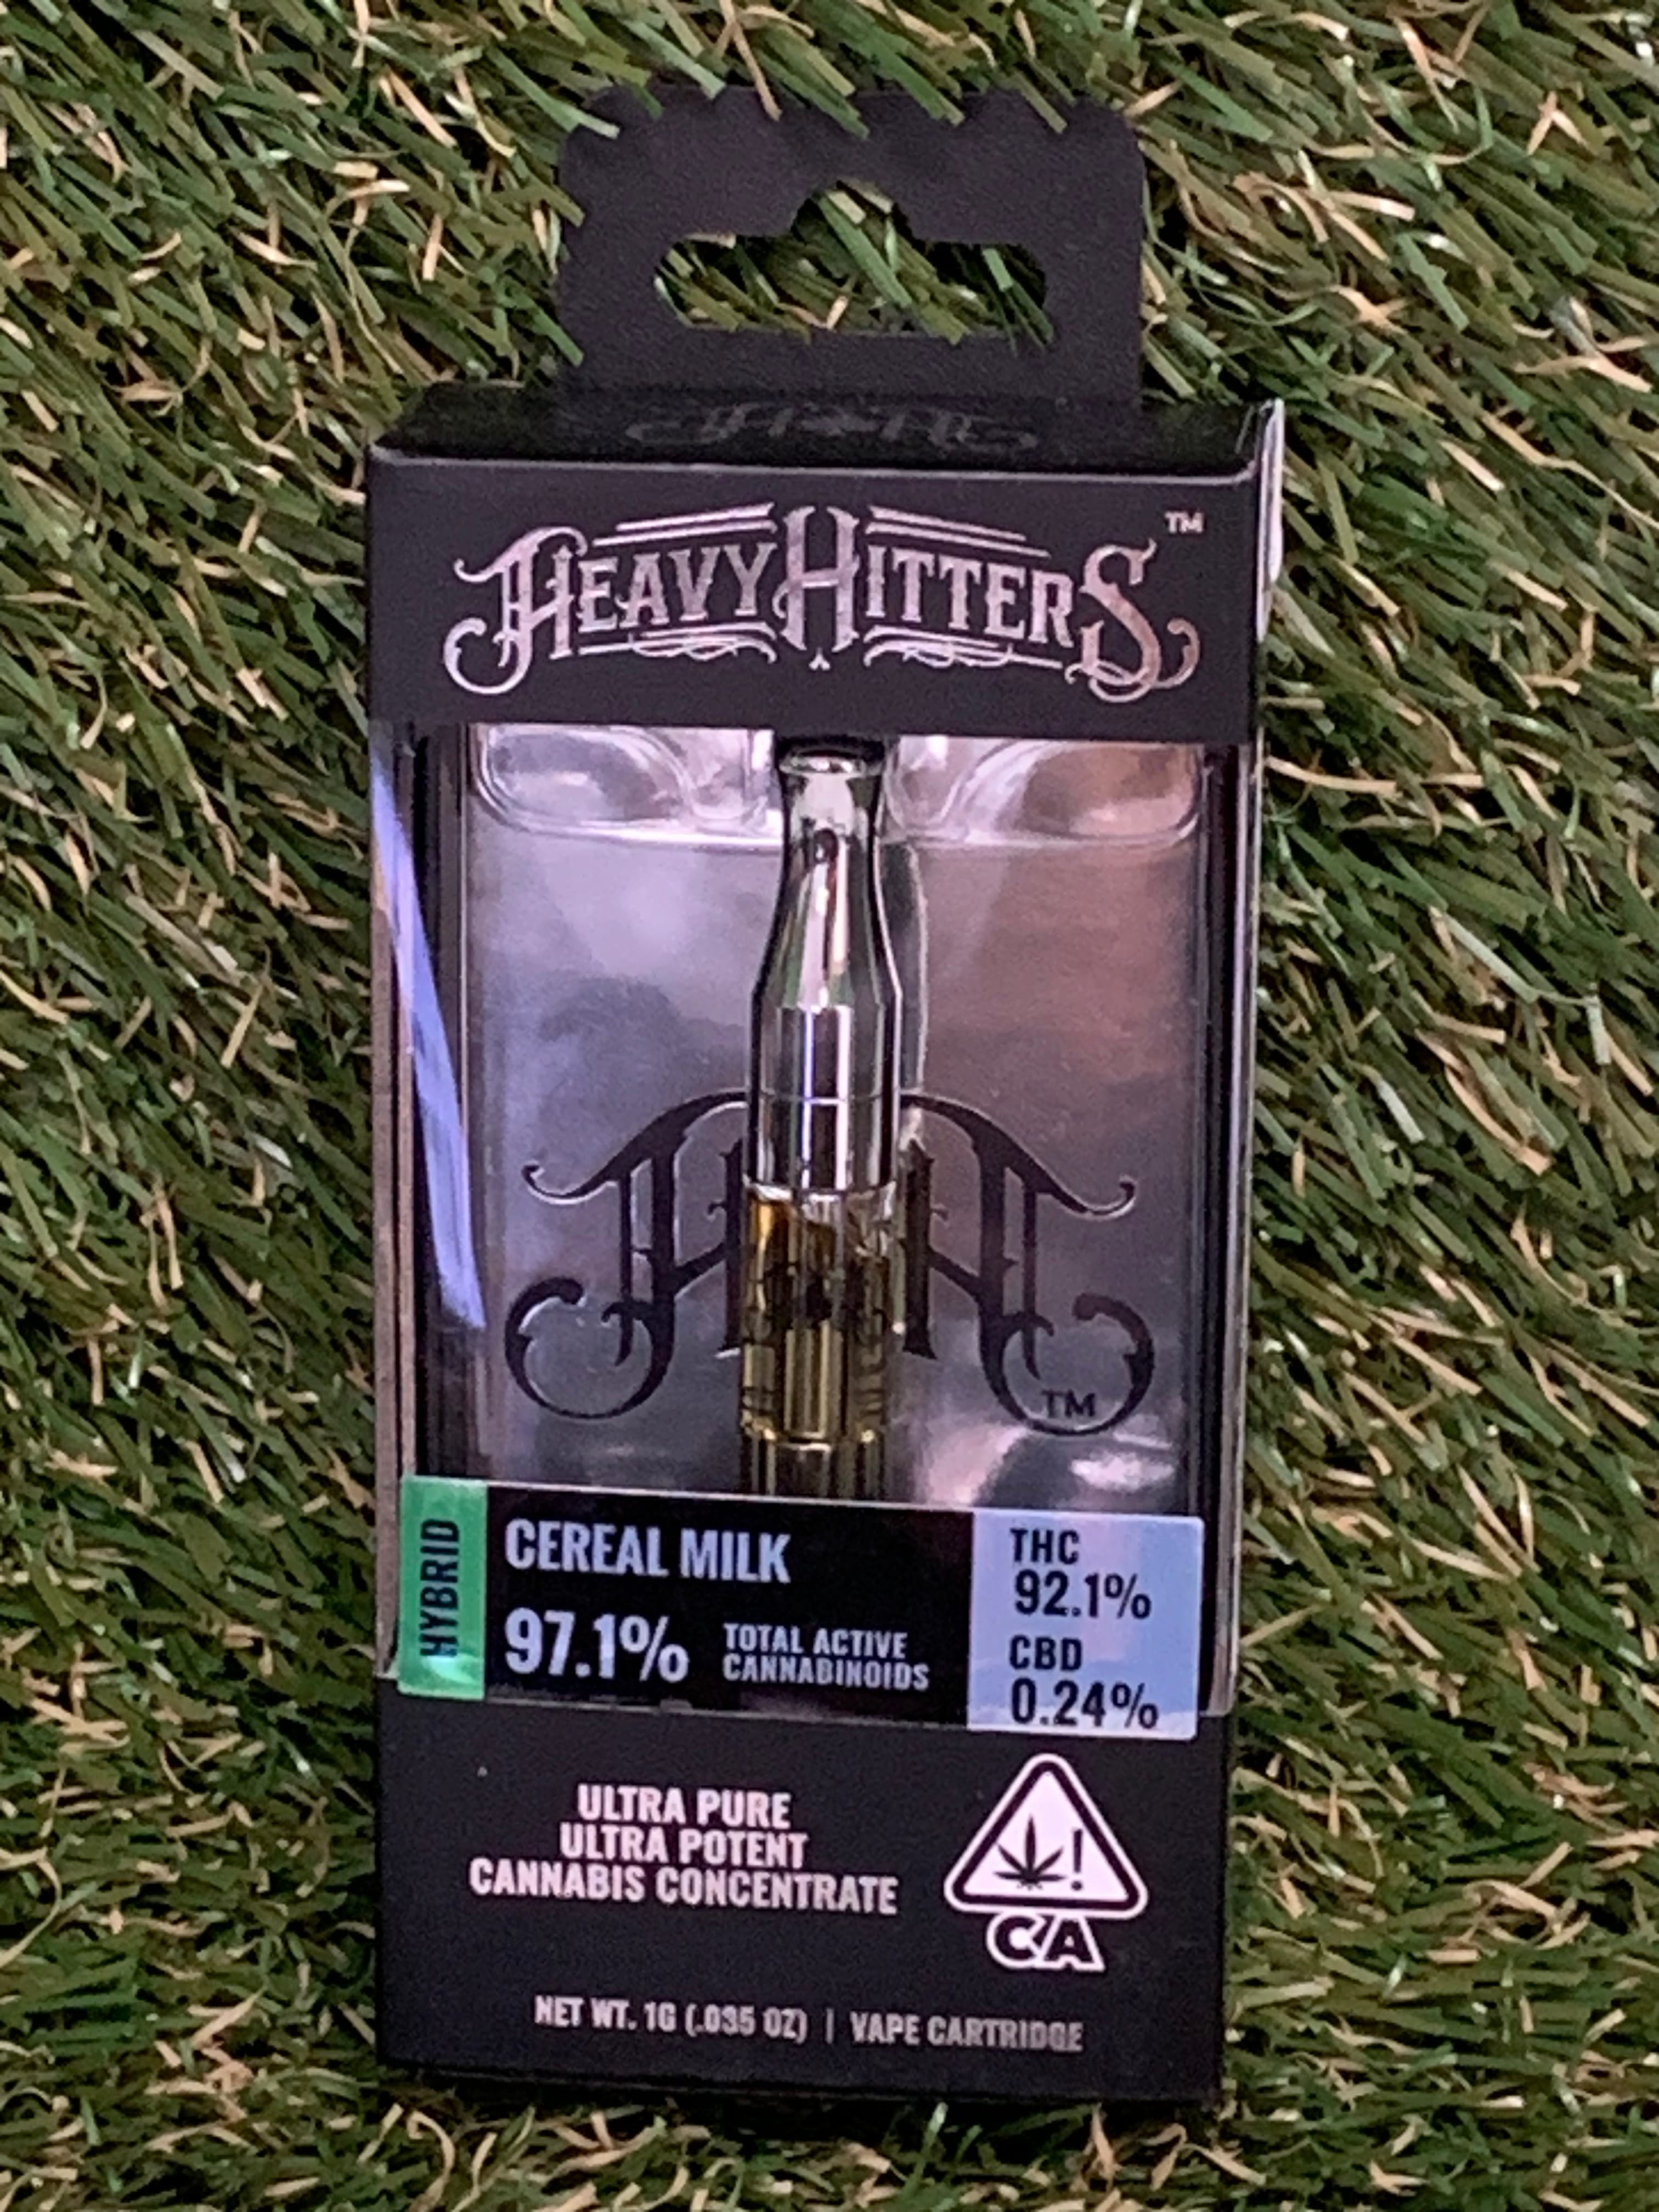 HEAVY HITTERS™
TM
HYBRID
CEREAL MILK
97.1% TOTAL ACTIVE
CANNABINOIDS
THC
92.1%
CBD
0.24%
ULTRA PURE
ULTRA POTENT
CANNABIS CONCENTRATE
!
CA
NET WT. 1G (.035 OZ) | VAPE CARTRIDGE